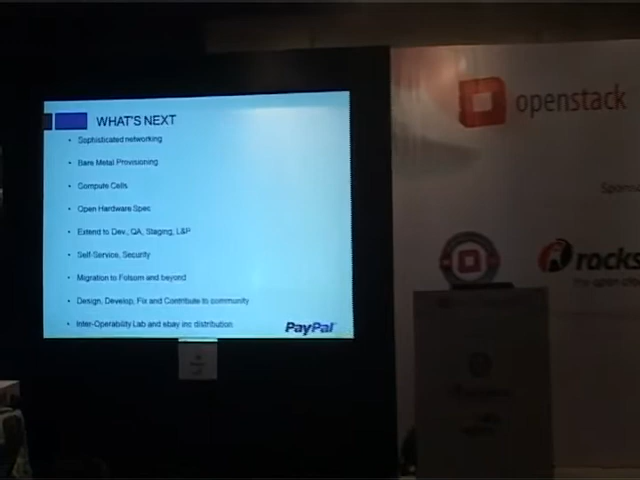 WHAT'S NEXT
• Sophisticated networking
• Bare Metal Provisioning
• Compute Cells
• Open Hardware Spec
• Extend to Dev, QA, Staging, L&P
• Self-Service, Security
• Migration to Folsom and beyond
• Design, Develop, Fix and Contribute to community
• Inter-Operability Lab and ebay inc distribution
PayPal
openstack
Spons
racks